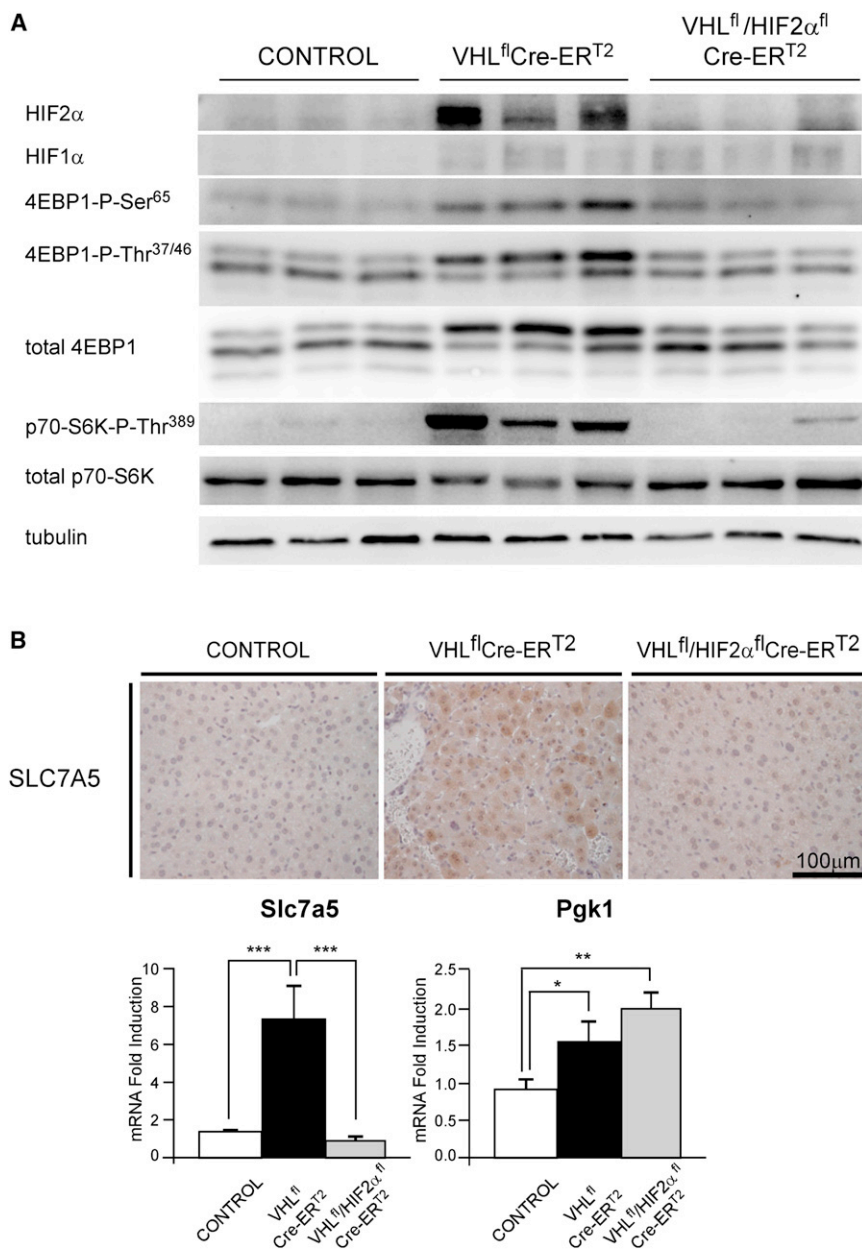 A
CONTROL
VHLᶠˡCre-ERᵀ²
VHLᶠˡ/HIF2αᶠˡ
Cre-ERᵀ²
HIF2α
HIF1α
4EBP1-P-Ser⁶⁵
4EBP1-P-Thr³⁷/⁴⁶
total 4EBP1
p70-S6K-P-Thr³⁸⁹
total p70-S6K
tubulin
B
CONTROL
VHLᶠˡCre-ERᵀ²
VHLᶠˡ/HIF2αᶠˡCre-ERᵀ²
SLC7A5
100μm
Slc7a5
mRNA Fold Induction
10
8
6
4
2
0
***
***
CONTROL
VHLᶠˡ
Cre-ERᵀ²
VHLᶠˡ/HIF2αᶠˡ
Cre-ERᵀ²
Pgk1
mRNA Fold Induction
2.5
2.0
1.5
1.0
0.5
0.0
**
*
CONTROL
VHLᶠˡ
Cre-ERᵀ²
VHLᶠˡ/HIF2αᶠˡ
Cre-ERᵀ²